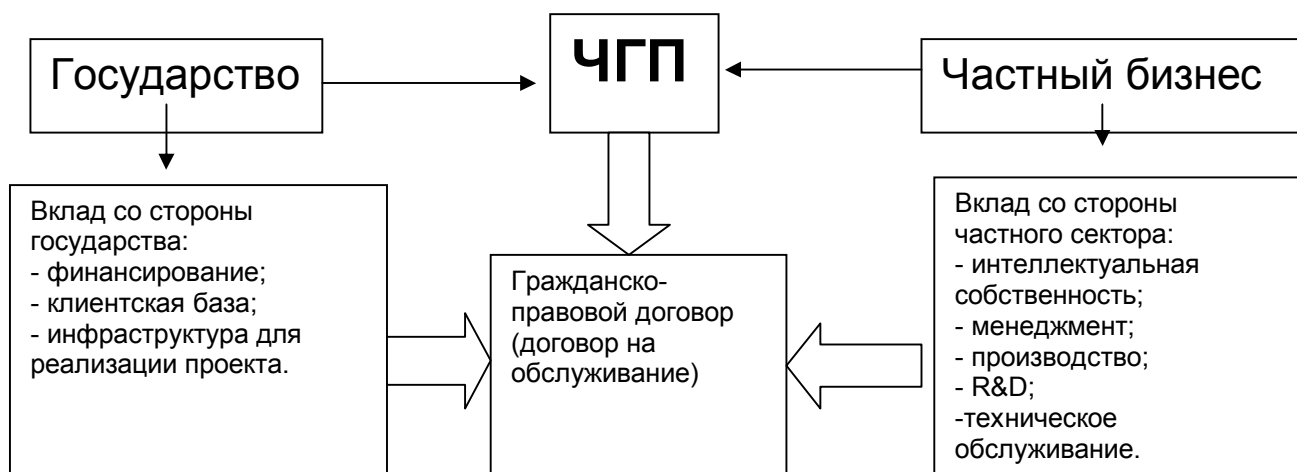 Государство
ЧГП
Частный бизнес
Вклад со стороны
государства:
- финансирование;
- клиентская база;
- инфраструктура для
реализации проекта.
Гражданско-
правовой договор
(договор на
обслуживание)
Вклад со стороны
частного сектора:
- интеллектуальная
собственность;
- менеджмент;
- производство;
- R&D;
-техническое
обслуживание.